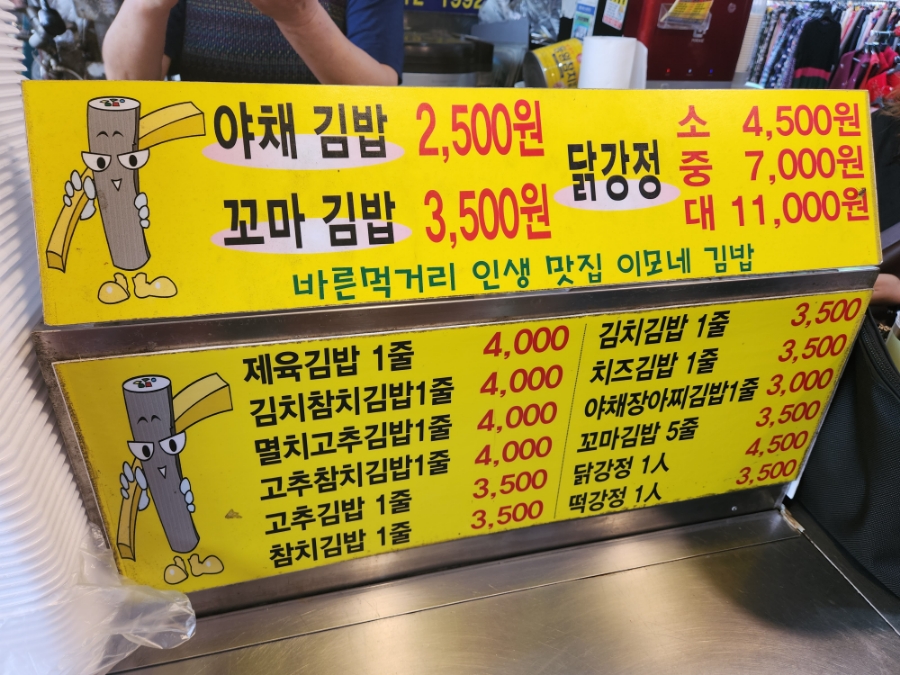 야채 김밥 2,500원
꼬마 김밥 3,500원
닭강정 소 4,500원
중 7,000원
대 11,000원
바른먹거리 인생 맛집 이모네 김밥
제육김밥 1줄 4,000
김치참치김밥1줄 4,000
멸치고추김밥1줄 4,000
고추참치김밥1줄 4,000
고추김밥 1줄 3,500
참치김밥 1줄 3,500
김치김밥 1줄 3,500
치즈김밥 1줄 3,500
야채장아찌김밥1줄 3,000
꼬마김밥 5줄 3,500
닭강정 1人 4,500
떡강정 1人 3,500